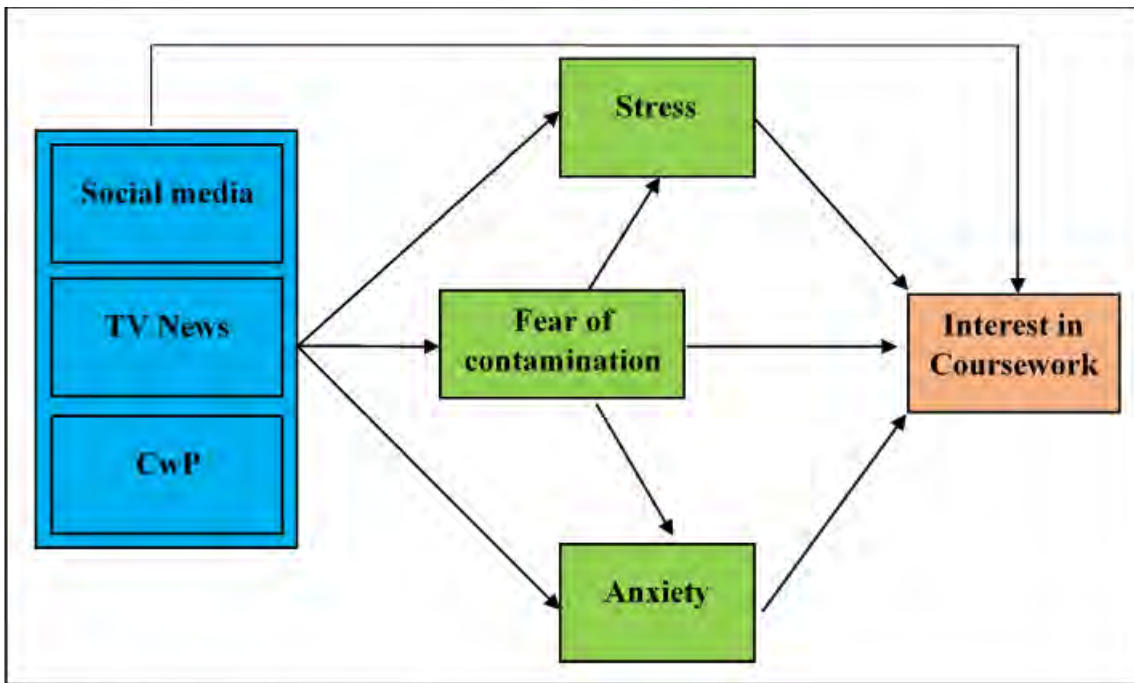 Social media
TV News
CwP
Stress
Fear of
contamination
Anxiety
Interest in
Coursework